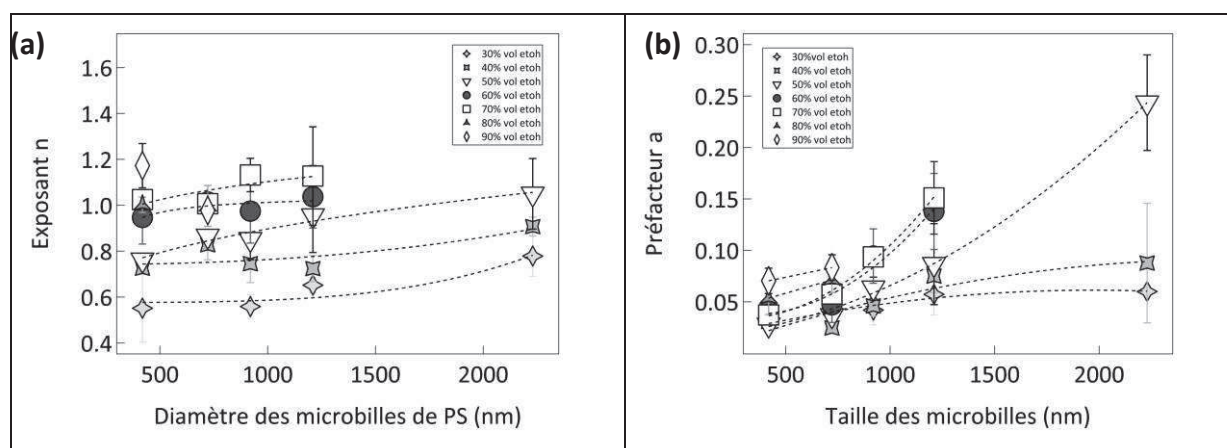 (a)
1.6
1.4
1.2
1.0
0.8
0.6
0.4
Exposant n
30% vol etoh
40% vol etoh
50% vol etoh
60% vol etoh
70% vol etoh
80% vol etoh
90% vol etoh
500
1000
1500
2000
Diamètre des microbilles de PS (nm)
(b)
0.30
0.25
0.20
0.15
0.10
0.05
Préfacteur a
30%vol etoh
40% vol etoh
50% vol etoh
60% vol etoh
70% vol etoh
80% vol etoh
90% vol etoh
500
1000
1500
2000
Taille des microbilles (nm)